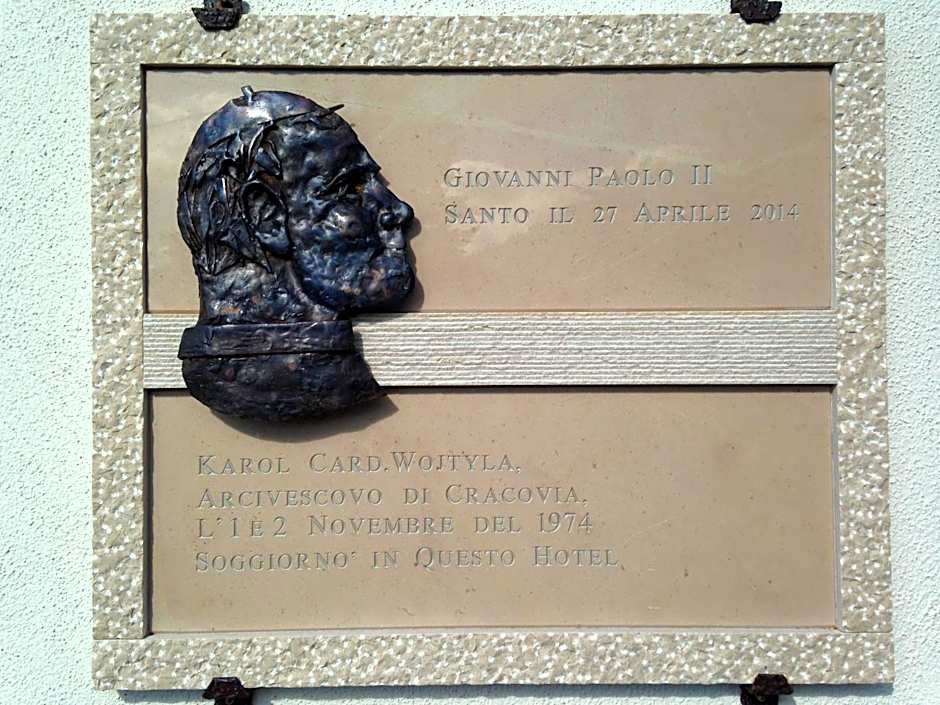 Giovanni Paolo II
Santo il 27 Aprile 2014
Karol Card. Wojtyla,
Arcivescovo di Cracovia,
l'1 è 2 Novembre del 1974
soggiorno' in Questo Hotel